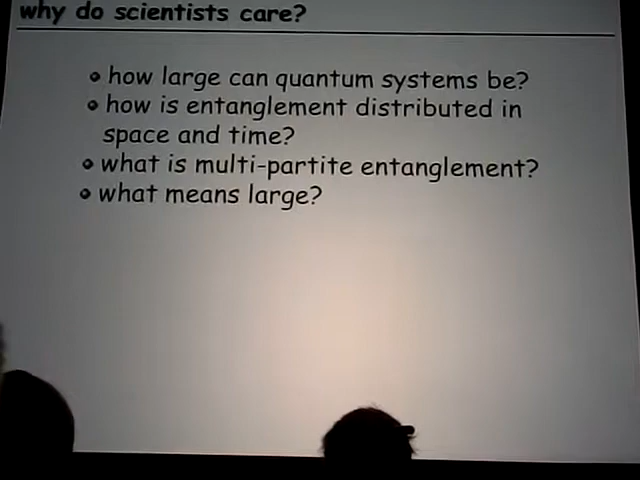 why do scientists care?
how large can quantum systems be?
how is entanglement distributed in
space and time?
what is multi-partite entanglement?
what means large?